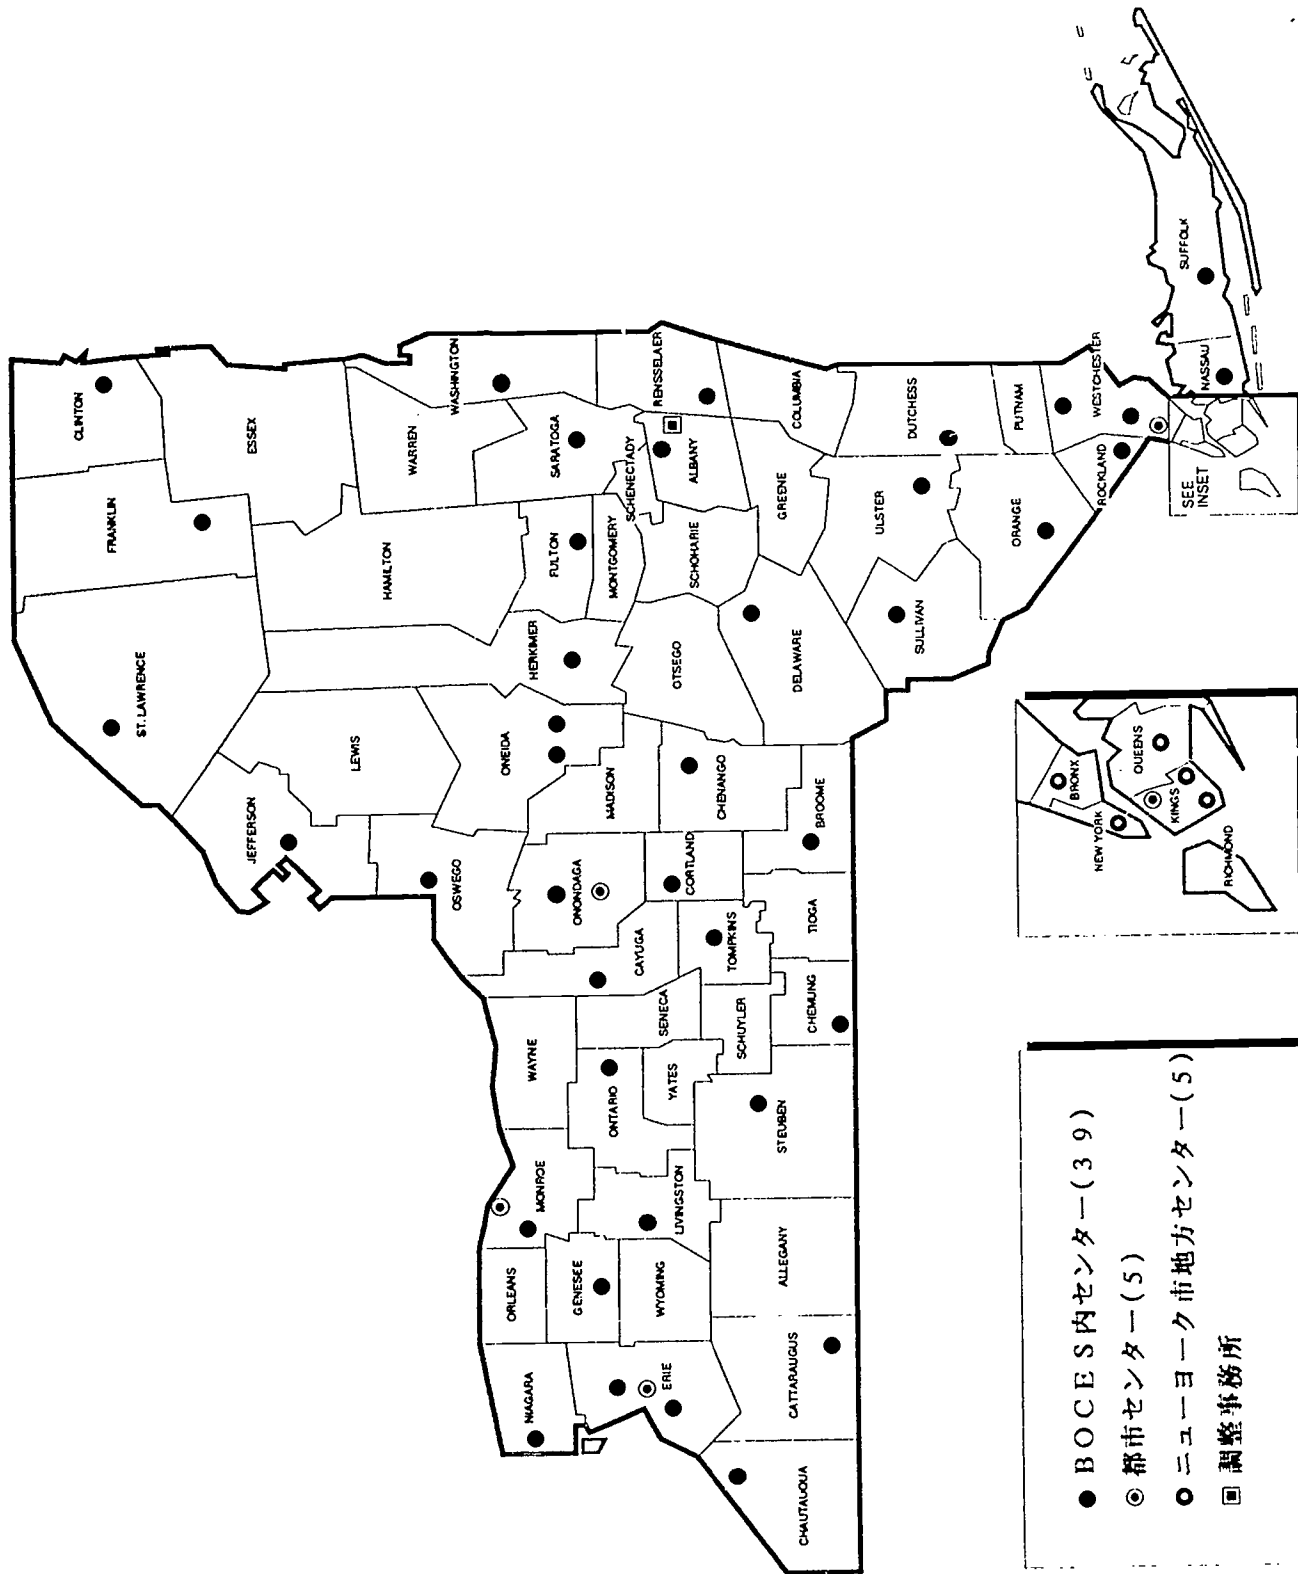 CLINTON
FRANKLIN
ST. LAWRENCE
ESSEX
JEFFERSON
LEWIS
HAMILTON
WARREN
WASHINGTON
OSWEGO
ONEIDA
HERKIMER
FULTON
SARATOGA
NIAGARA
ORLEANS
MONROE
WAYNE
GENESEE
ONTARIO
CAYUGA
ONONDAGA
MADISON
MONTGOMERY
SCHENECTADY
RENSSELAER
ERIE
WYOMING
LIVINGSTON
YATES
SENECA
CORTLAND
CHENANGO
OTSEGO
SCHOHARIE
ALBANY
SCHUYLER
TOMPKINS
CHAUTAUQUA
CATTARAUGUS
ALLEGANY
STEUBEN
CHEMUNG
TIOGA
BROOME
DELAWARE
GREENE
COLUMBIA
ULSTER
DUTCHESS
SULLIVAN
ORANGE
PUTNAM
ROCKLAND
WESTCHESTER
SEE
INSET
NASSAU
SUFFOLK
BRONX
NEW YORK
QUEENS
KINGS
RICHMOND
● BOCES内センター(39)
◎ 都市センター(5)
○ ニューヨーク市地方センター(5)
▣ 調整事務所